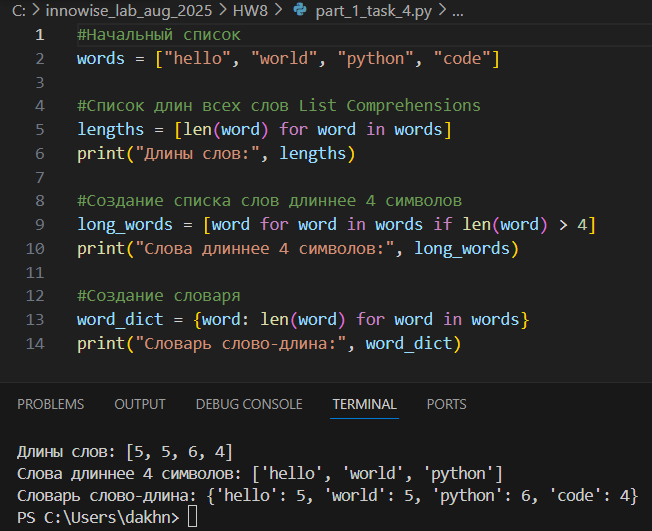 C: > innowise_lab_aug_2025 > HW8 > part_1_task_4.py > ...
1 #Начальный список
2 words = ["hello", "world", "python", "code"]
3
4 #Список длин всех слов List Comprehensions
5 lengths = [len(word) for word in words]
6 print("Длины слов:", lengths)
7
8 #Создание списка слов длиннее 4 символов
9 long_words = [word for word in words if len(word) > 4]
10 print("Слова длиннее 4 символов:", long_words)
11
12 #Создание словаря
13 word_dict = {word: len(word) for word in words}
14 print("Словарь слово-длина:", word_dict)
PROBLEMS OUTPUT DEBUG CONSOLE TERMINAL PORTS
Длины слов: [5, 5, 6, 4]
Слова длиннее 4 символов: ['hello', 'world', 'python']
Словарь слово-длина: {'hello': 5, 'world': 5, 'python': 6, 'code': 4}
PS C:\Users\dakhn>